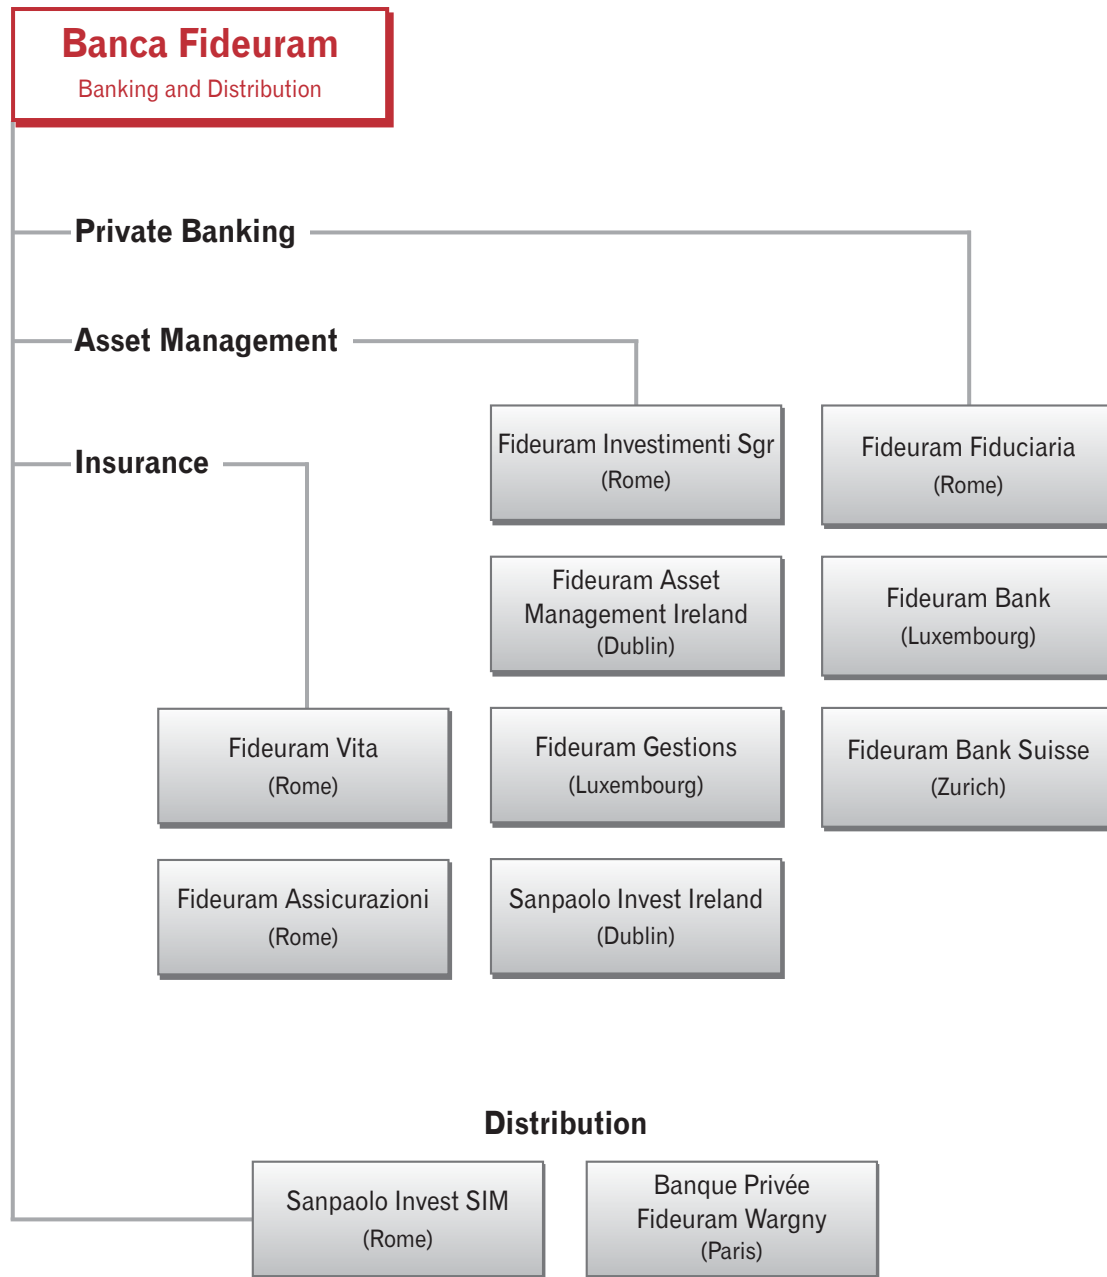 Banca Fideuram
Banking and Distribution
Private Banking
Asset Management
Insurance
Fideuram Investimenti Sgr
(Rome)
Fideuram Fiduciaria
(Rome)
Fideuram Asset
Management Ireland
(Dublin)
Fideuram Bank
(Luxembourg)
Fideuram Vita
(Rome)
Fideuram Gestions
(Luxembourg)
Fideuram Bank Suisse
(Zurich)
Fideuram Assicurazioni
(Rome)
Sanpaolo Invest Ireland
(Dublin)
Distribution
Sanpaolo Invest SIM
(Rome)
Banque Privée
Fideuram Wargny
(Paris)